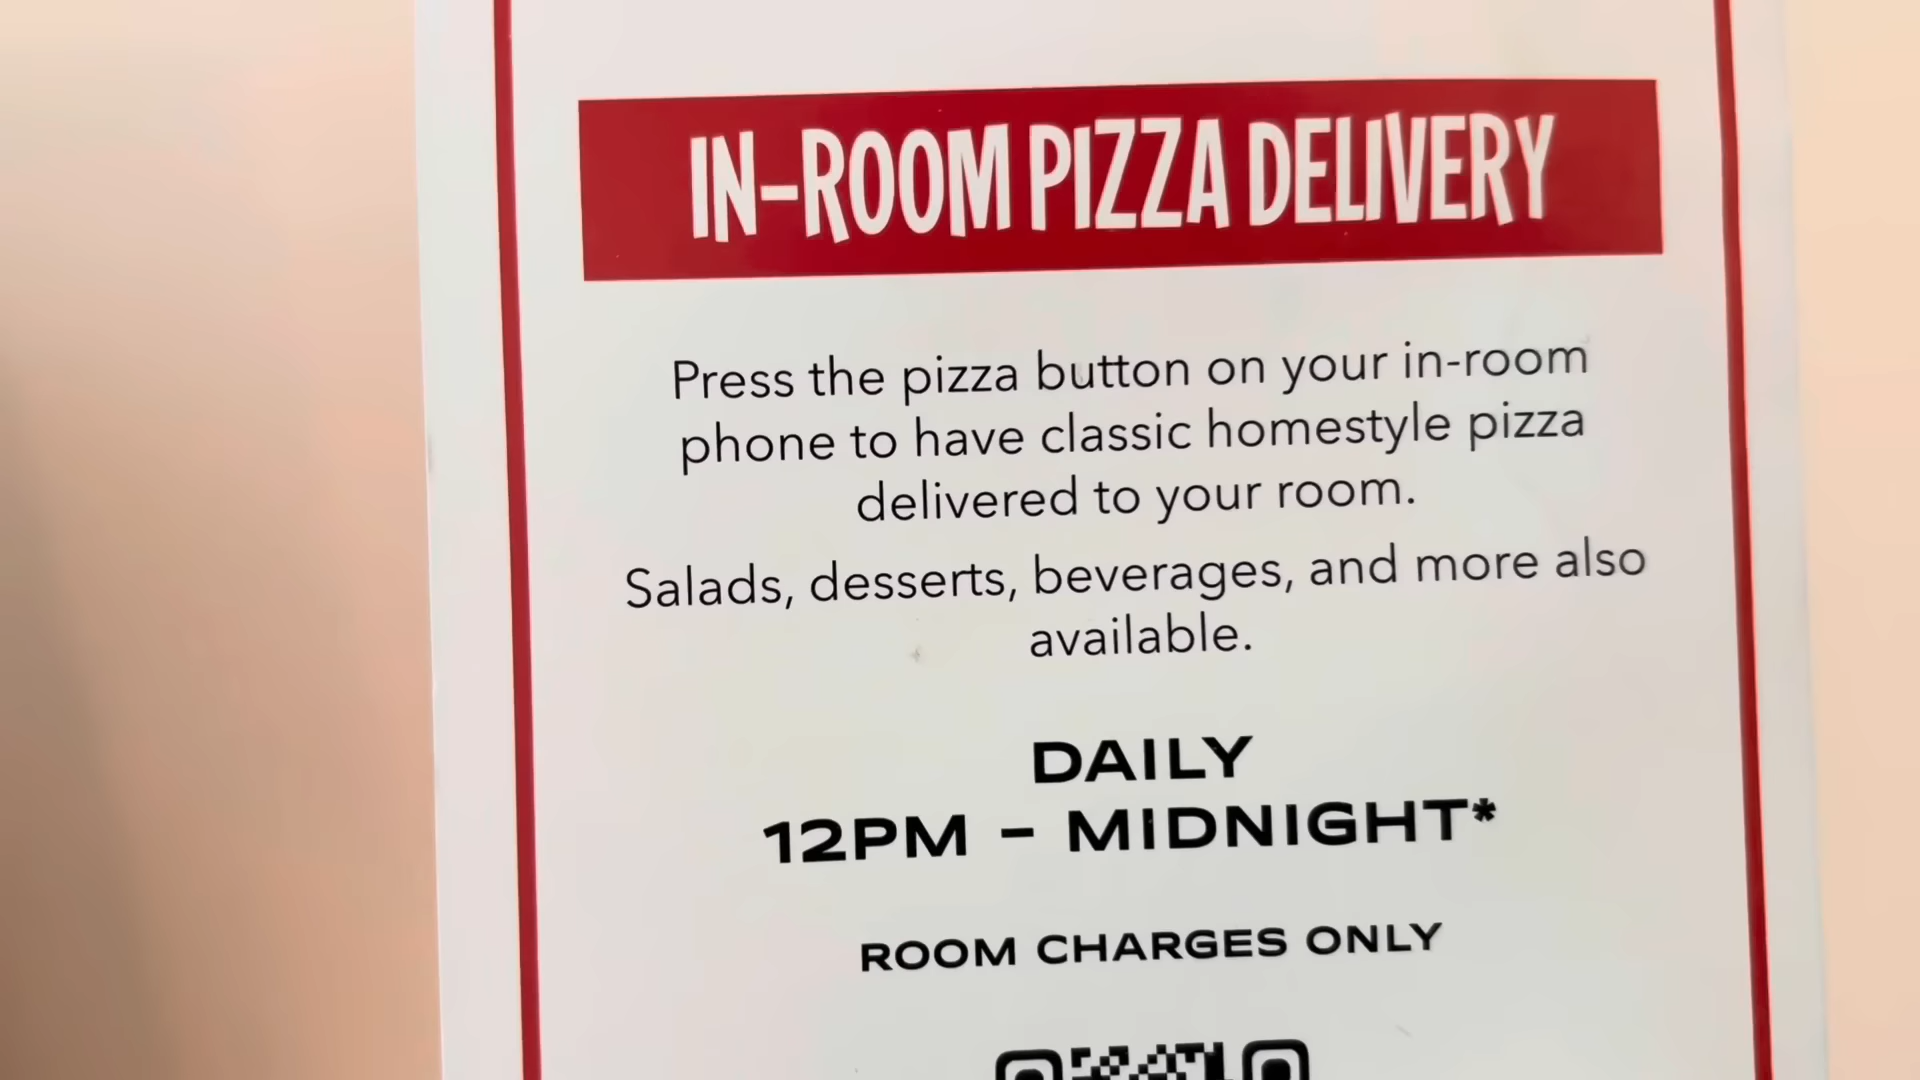 IN-ROOM PIZZA DELIVERY
Press the pizza button on your in-room
phone to have classic homestyle pizza
delivered to your room.
Salads, desserts, beverages, and more also
available.
DAILY
12PM - MIDNIGHT*
ROOM CHARGES ONLY